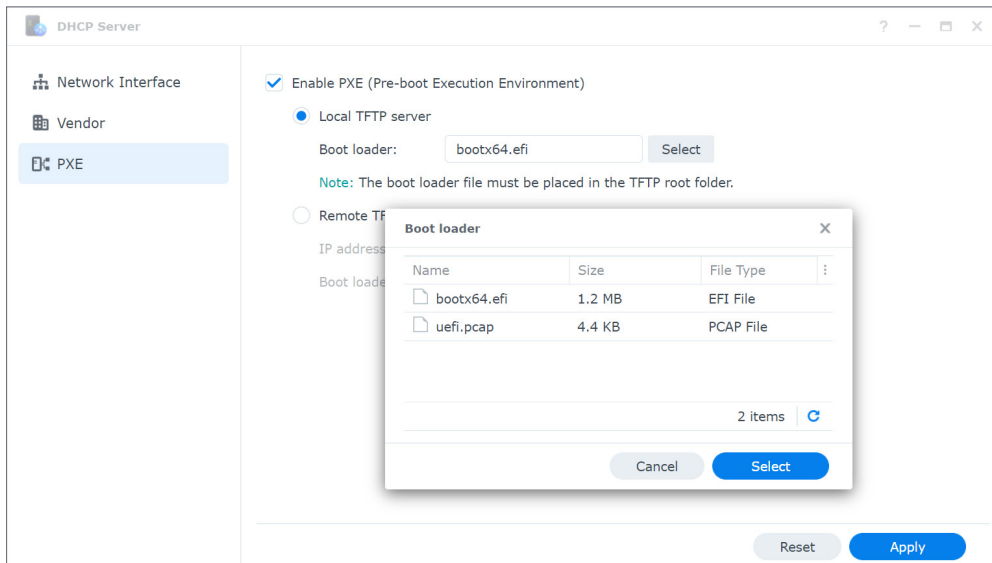 DHCP Server
?
Network Interface
Vendor
PXE
Enable PXE (Pre-boot Execution Environment)
Local TFTP server
Boot loader: bootx64.efi Select
Note: The boot loader file must be placed in the TFTP root folder.
Remote
IP address
Boot loader
Name Size File Type
bootx64.efi 1.2 MB EFI File
uefi.pcap 4.4 KB PCAP File
2 items
Cancel Select
Reset Apply